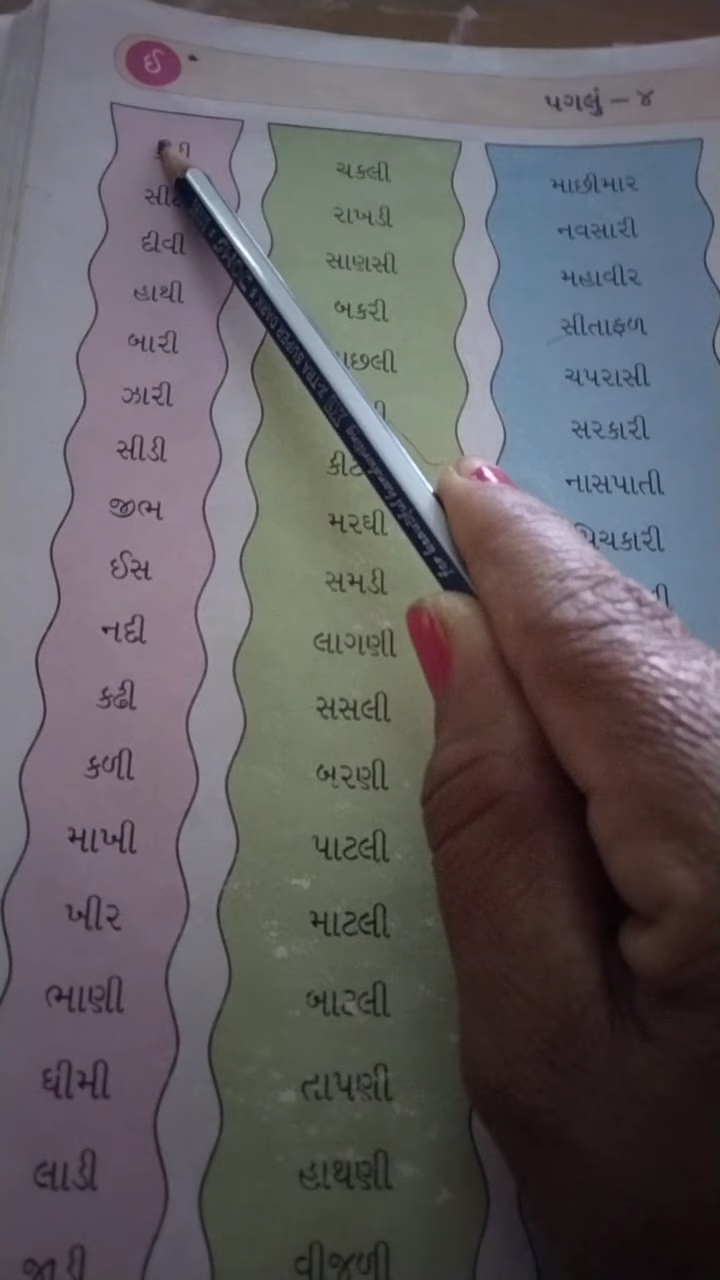 ઈ
પગલું – ૪
દીવી
હાથી
બારી
ઝારી
સીડી
જીભ
ઈસ
નદી
કઢી
કળી
માખી
ખીર
ભાણી
ધીમી
લાડી
ચકલી
રાખડી
સાણસી
બકરી
મરઘી
સમડી
લાગણી
સસલી
બરણી
પાટલી
માટલી
બાટલી
તાપણી
હાથણી
વીજળી
માછીમાર
નવસારી
મહાવીર
સીતાફળ
ચપરાસી
સરકારી
નાસપાતી